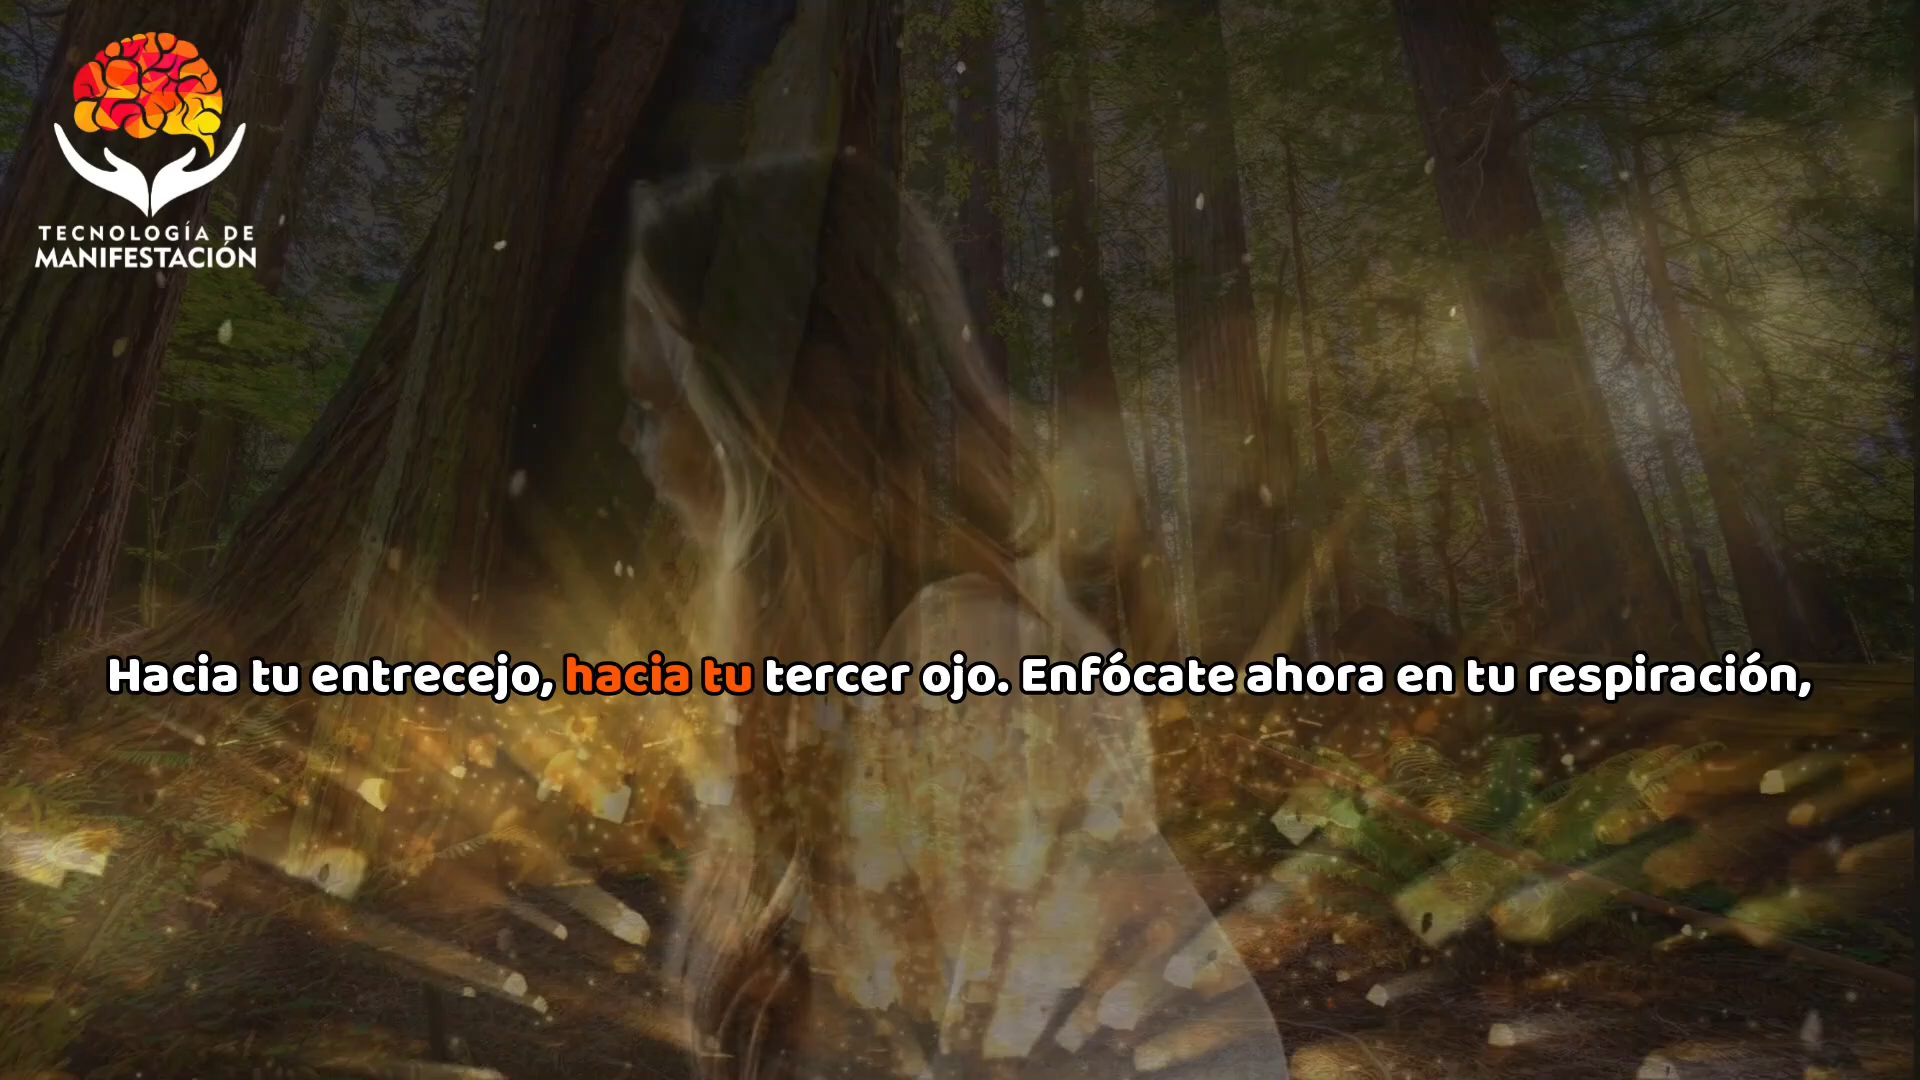 TECNOLOGÍA DE
MANIFESTACIÓN
Hacia tu entrecejo, hacia tu tercer ojo. Enfócate ahora en tu respiración,